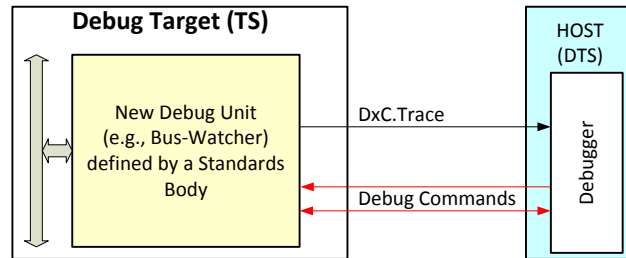 Debug Target (TS)
HOST
(DTS)
New Debug Unit
(e.g., Bus-Watcher)
defined by a Standards
Body
DxC.Trace
Debug Commands
Debugger